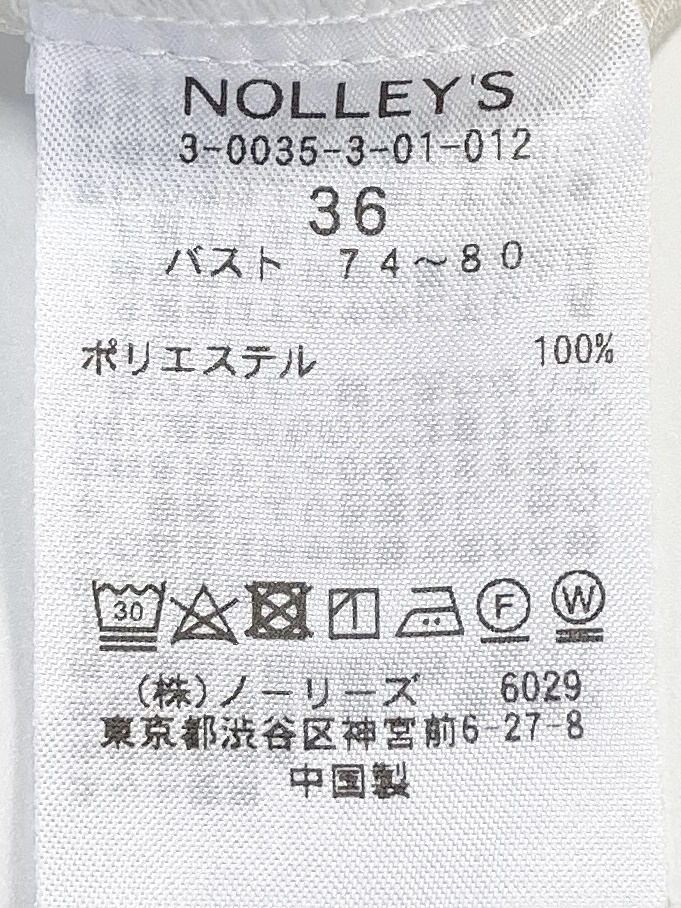 NOLLEY'S
3-0035-3-01-012
36
バスト 74~80
ポリエステル 100%
30 F W
(株)ノーリーズ 6029
東京都渋谷区神宮前6-27-8
中国製